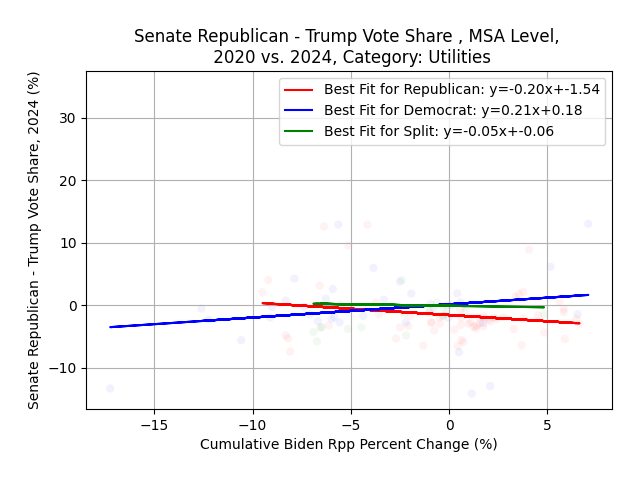 Senate Republican - Trump Vote Share , MSA Level,
2020 vs. 2024, Category: Utilities
Best Fit for Republican: y=-0.20x+-1.54
Best Fit for Democrat: y=0.21x+0.18
Best Fit for Split: y=-0.05x+-0.06
Senate Republican - Trump Vote Share, 2024 (%)
30
20
10
0
−10
−15
−10
−5
0
5
Cumulative Biden Rpp Percent Change (%)